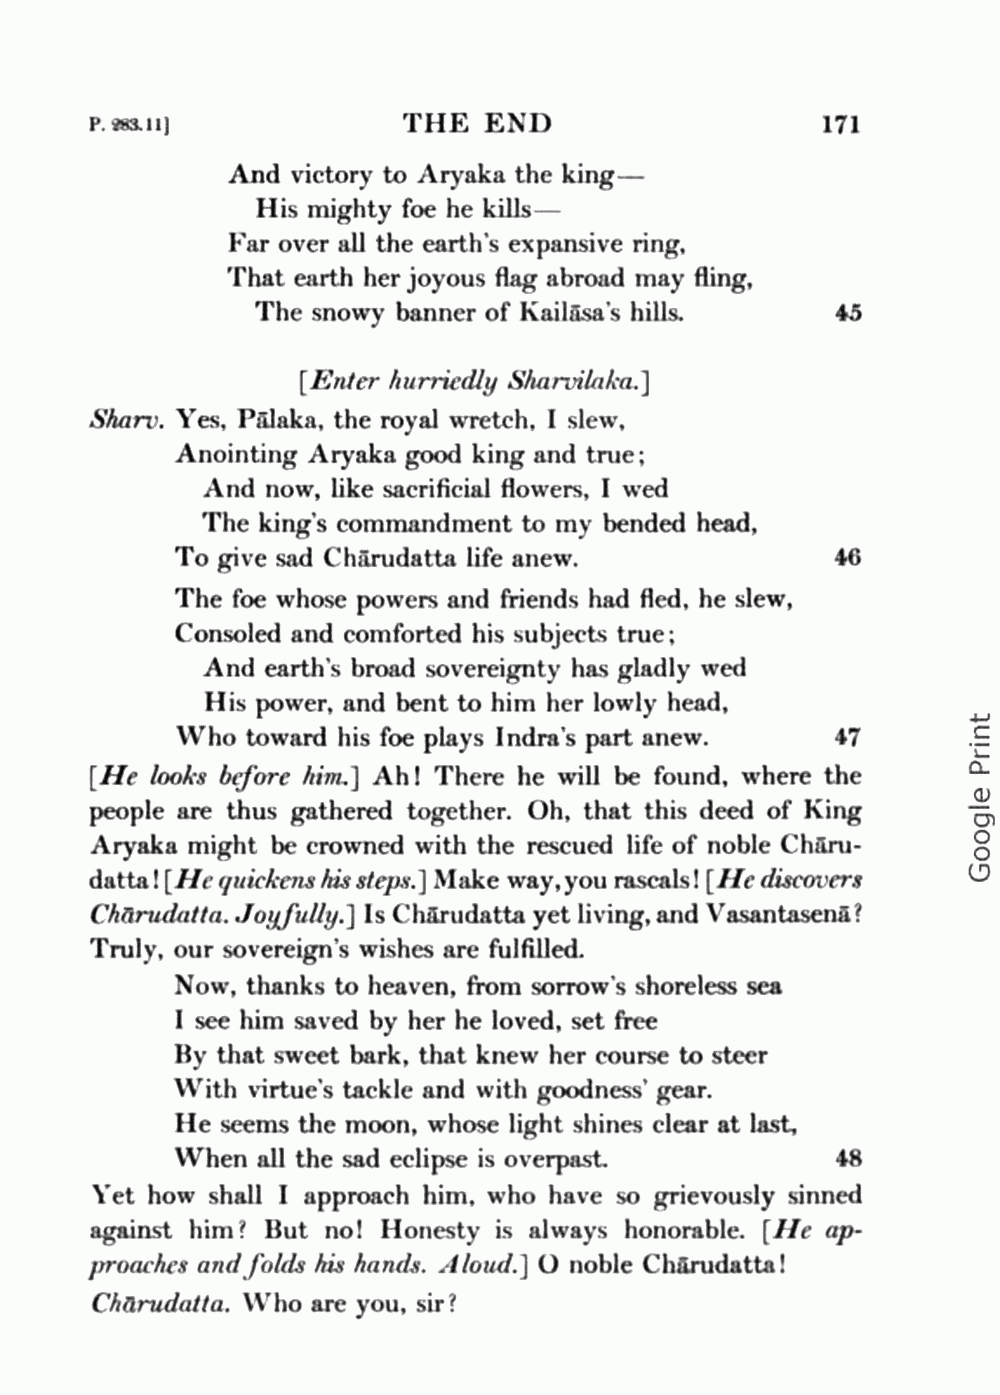 P. 283.11] THE END 171
And victory to Aryaka the king—
His mighty foe he kills—
Far over all the earth's expansive ring,
That earth her joyous flag abroad may fling,
The snowy banner of Kailāsa's hills. 45
[Enter hurriedly Sharvilaka.]
Sharv. Yes, Pālaka, the royal wretch, I slew,
Anointing Aryaka good king and true;
And now, like sacrificial flowers, I wed
The king's commandment to my bended head,
To give sad Chārudatta life anew. 46
The foe whose powers and friends had fled, he slew,
Consoled and comforted his subjects true;
And earth's broad sovereignty has gladly wed
His power, and bent to him her lowly head,
Who toward his foe plays Indra's part anew. 47
[He looks before him.] Ah! There he will be found, where the
people are thus gathered together. Oh, that this deed of King
Aryaka might be crowned with the rescued life of noble Chāru-
datta! [He quickens his steps.] Make way, you rascals! [He discovers
Chārudatta. Joyfully.] Is Chārudatta yet living, and Vasantasenā?
Truly, our sovereign's wishes are fulfilled.
Now, thanks to heaven, from sorrow's shoreless sea
I see him saved by her he loved, set free
By that sweet bark, that knew her course to steer
With virtue's tackle and with goodness' gear.
He seems the moon, whose light shines clear at last,
When all the sad eclipse is overpast. 48
Yet how shall I approach him, who have so grievously sinned
against him? But no! Honesty is always honorable. [He ap-
proaches and folds his hands. Aloud.] O noble Chārudatta!
Chārudatta. Who are you, sir?
Google Print